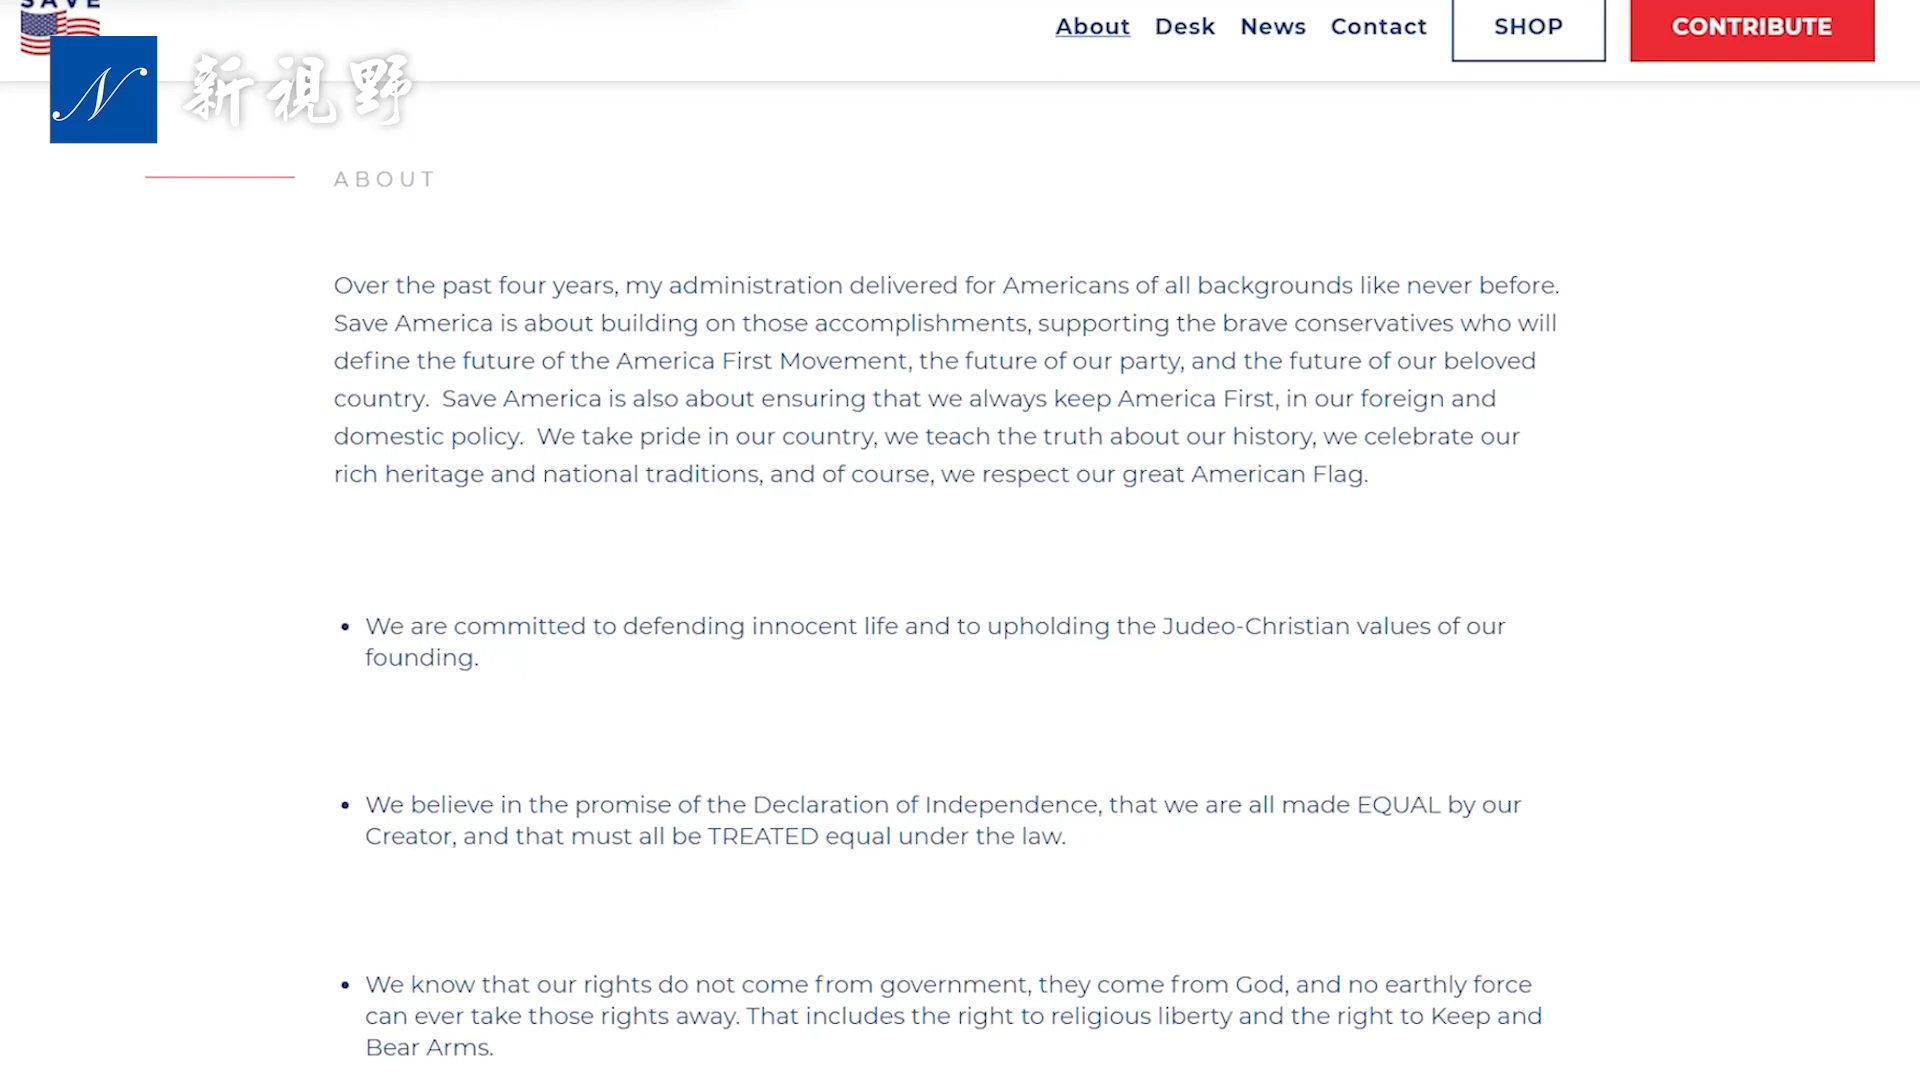 SAVE
About Desk News Contact SHOP CONTRIBUTE
N 新視野
ABOUT
Over the past four years, my administration delivered for Americans of all backgrounds like never before.
Save America is about building on those accomplishments, supporting the brave conservatives who will
define the future of the America First Movement, the future of our party, and the future of our beloved
country.  Save America is also about ensuring that we always keep America First, in our foreign and
domestic policy.  We take pride in our country, we teach the truth about our history, we celebrate our
rich heritage and national traditions, and of course, we respect our great American Flag.
• We are committed to defending innocent life and to upholding the Judeo-Christian values of our
founding.
• We believe in the promise of the Declaration of Independence, that we are all made EQUAL by our
Creator, and that must all be TREATED equal under the law.
• We know that our rights do not come from government, they come from God, and no earthly force
can ever take those rights away. That includes the right to religious liberty and the right to Keep and
Bear Arms.